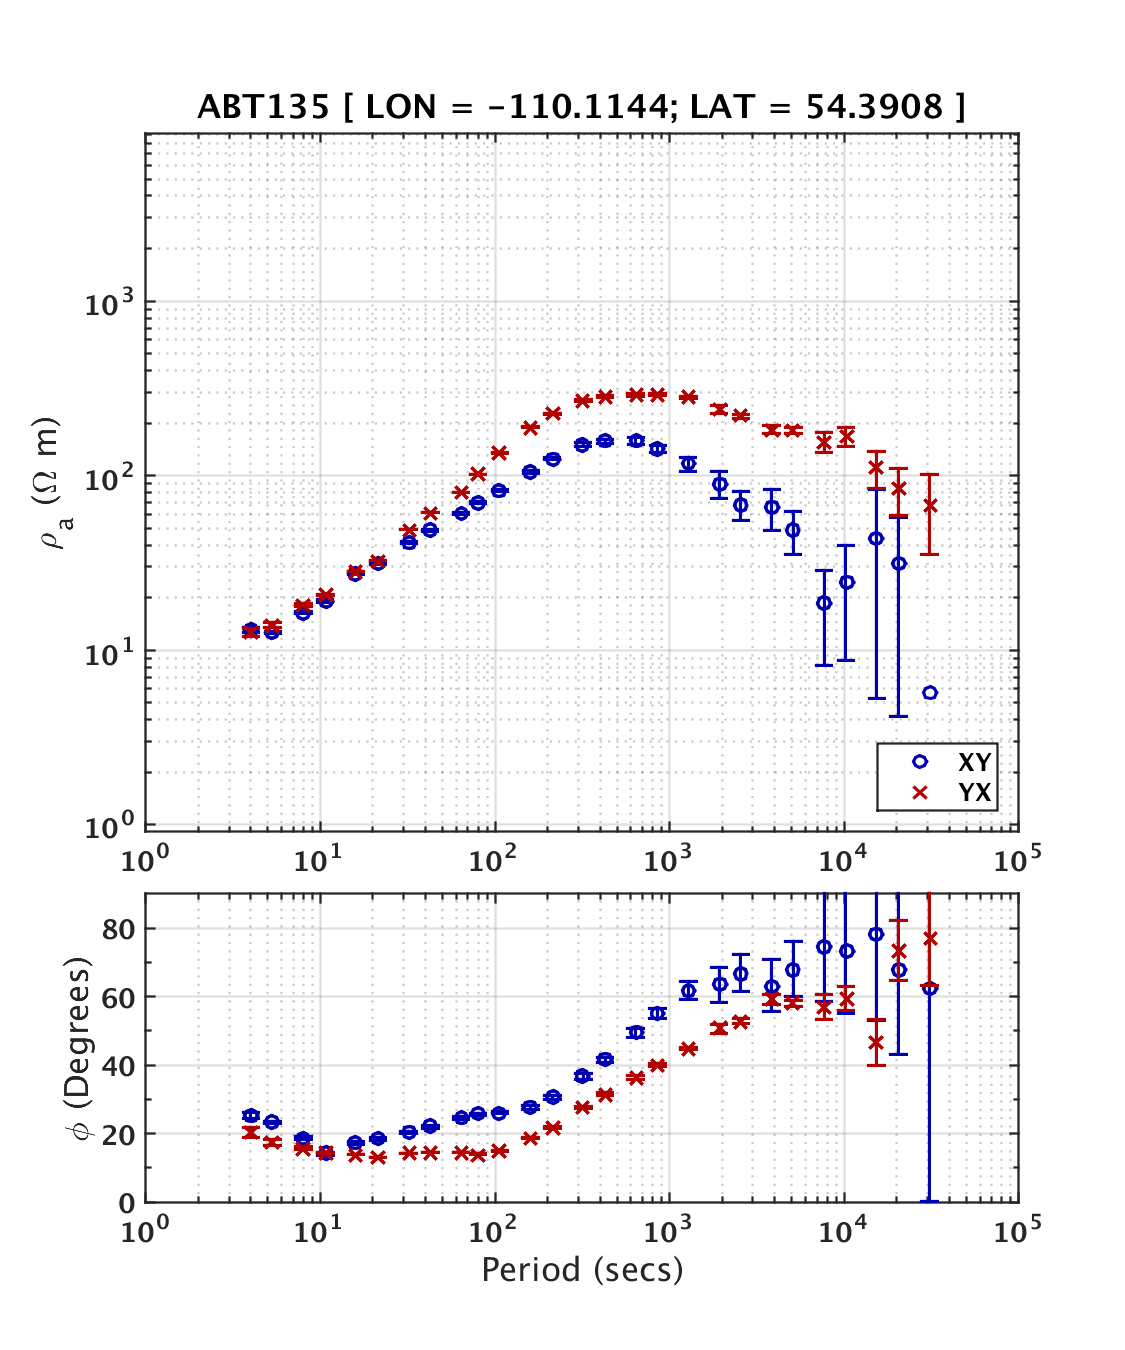 ABT135 [ LON = -110.1144; LAT = 54.3908 ]
ρa (Ω m)
10³
10²
10¹
10⁰
XY
YX
10⁰ 10¹ 10² 10³ 10⁴ 10⁵
ϕ (Degrees)
80
60
40
20
0
10⁰ 10¹ 10² 10³ 10⁴ 10⁵
Period (secs)